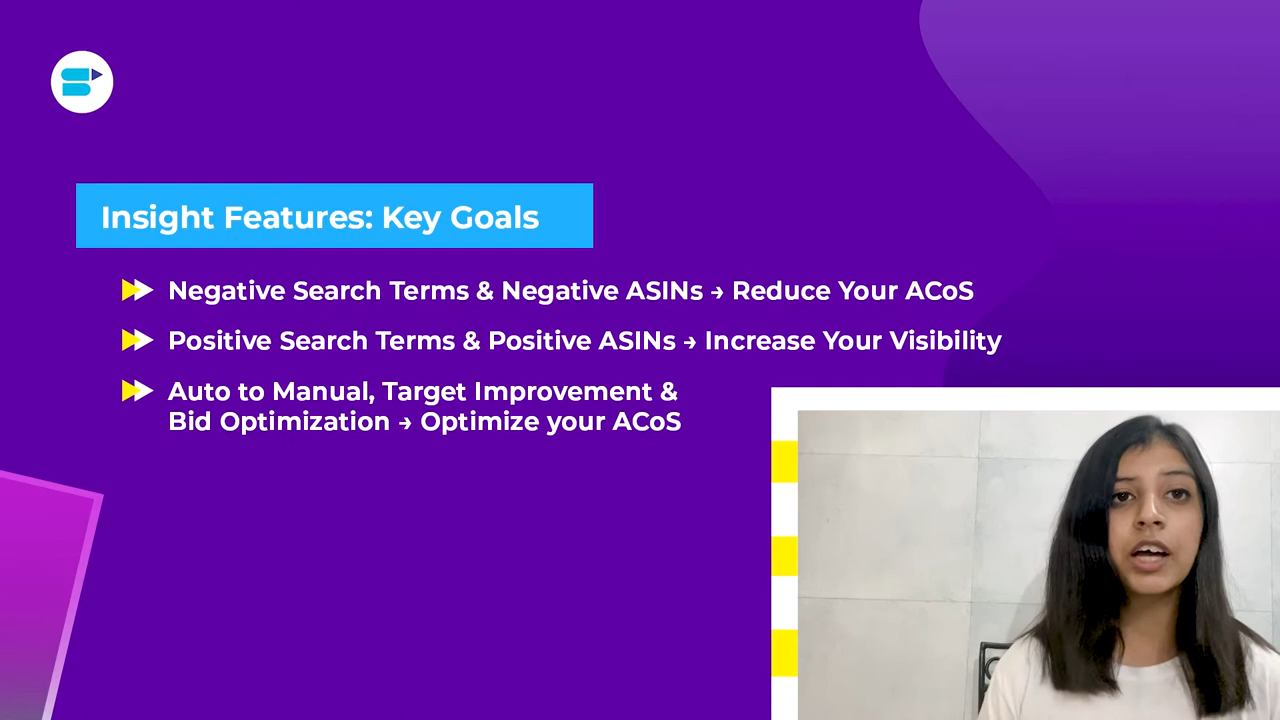 Insight Features: Key Goals
Negative Search Terms & Negative ASINs → Reduce Your ACoS
Positive Search Terms & Positive ASINs → Increase Your Visibility
Auto to Manual, Target Improvement &
Bid Optimization → Optimize your ACoS